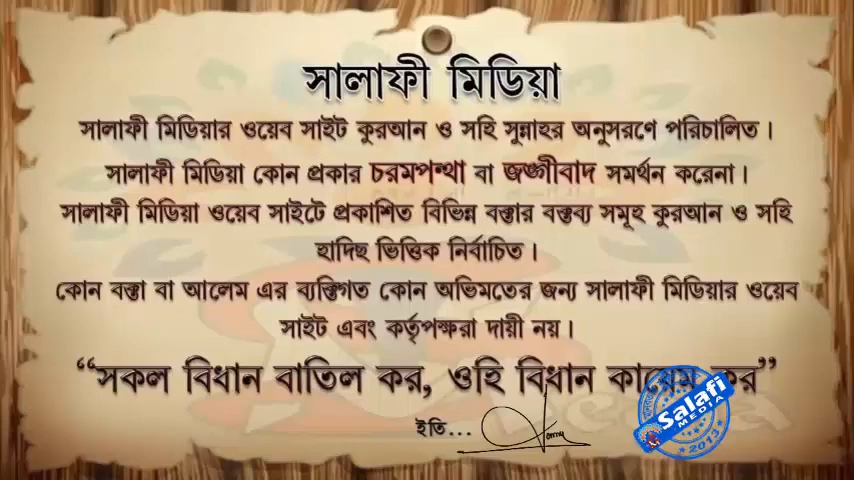 সালাফী মিডিয়া
সালাফী মিডিয়ার ওয়েব সাইট কুরআন ও সহি সুন্নাহর অনুসরণে পরিচালিত।
সালাফী মিডিয়া কোন প্রকার চরমপন্থা বা জঙ্গীবাদ সমর্থন করেনা।
সালাফী মিডিয়া ওয়েব সাইটে প্রকাশিত বিভিন্ন বক্তার বক্তব্য সমূহ কুরআন ও সহি
হাদিছ ভিত্তিক নির্বাচিত।
কোন বক্তা বা আলেম এর ব্যক্তিগত কোন অভিমতের জন্য সালাফী মিডিয়ার ওয়েব
সাইট এবং কর্তৃপক্ষরা দায়ী নয়।
“সকল বিধান বাতিল কর, ওহি বিধান কায়েম কর”
ইতি...
Salafi
MEDIA
2013